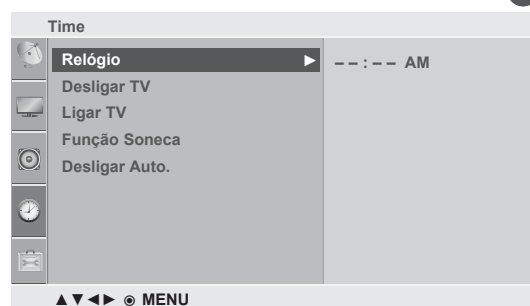 Time
Relógio ► – – : – – AM
Desligar TV
Ligar TV
Função Soneca
Desligar Auto.
▲▼◄► ◉ MENU